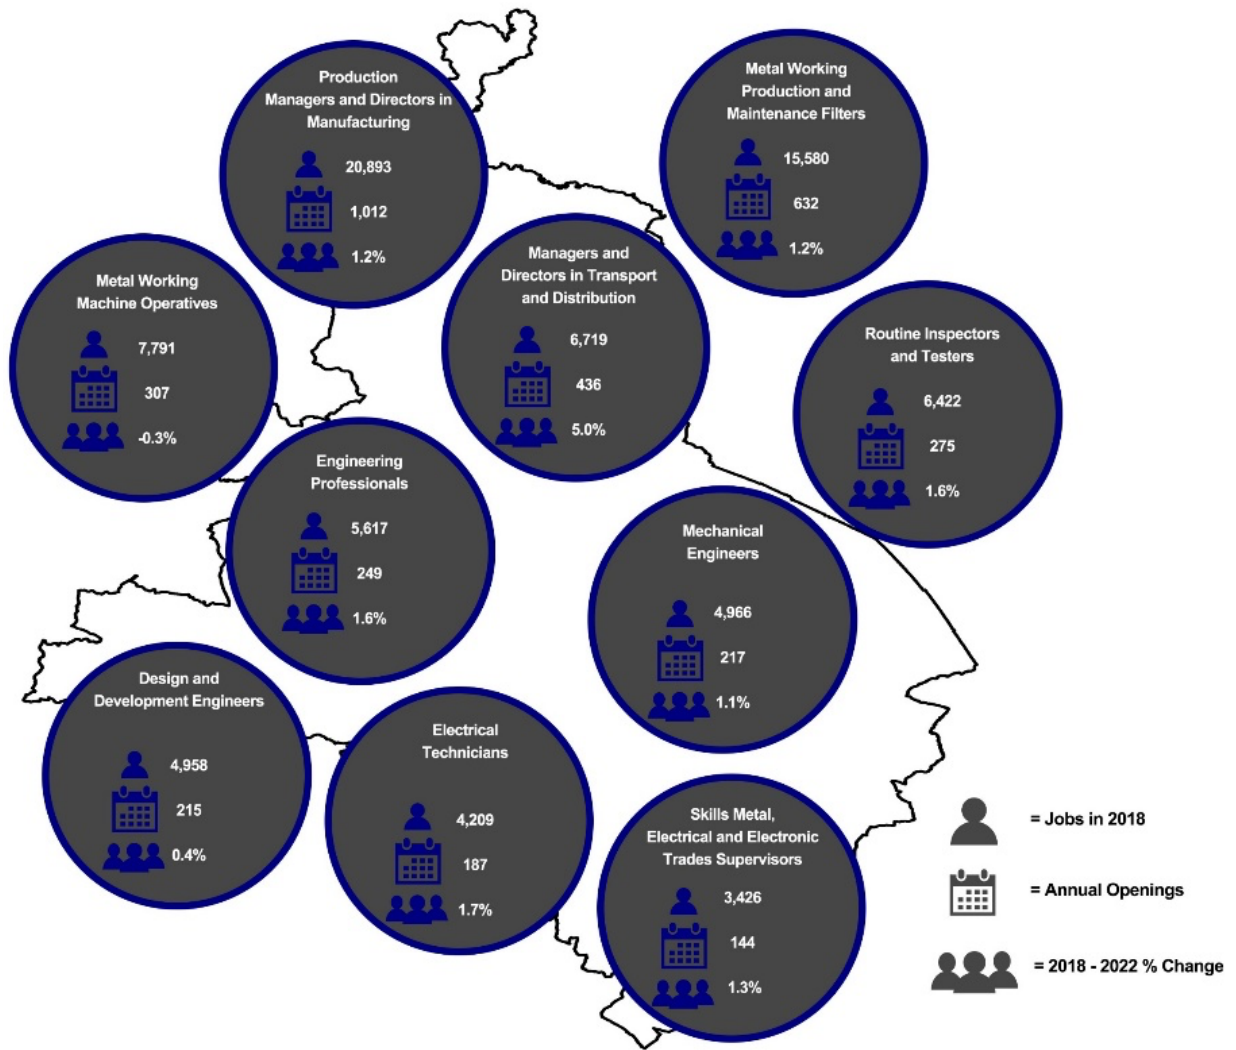 Production
Managers and Directors in
Manufacturing
20,893
1,012
1.2%
Metal Working
Production and
Maintenance Filters
15,580
632
1.2%
Metal Working
Machine Operatives
7,791
307
-0.3%
Managers and
Directors in Transport
and Distribution
6,719
436
5.0%
Routine Inspectors
and Testers
6,422
275
1.6%
Engineering
Professionals
5,617
249
1.6%
Mechanical
Engineers
4,966
217
1.1%
Design and
Development Engineers
4,958
215
0.4%
Electrical
Technicians
4,209
187
1.7%
Skills Metal,
Electrical and Electronic
Trades Supervisors
3,426
144
1.3%
= Jobs in 2018
= Annual Openings
= 2018 - 2022 % Change